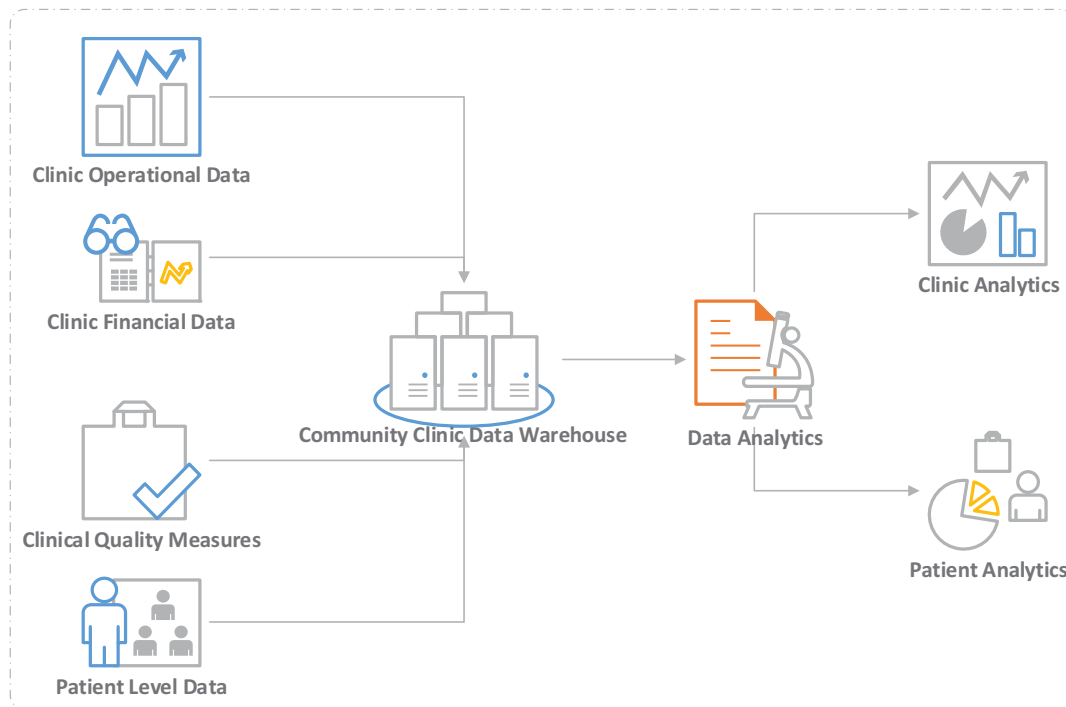 Clinic Operational Data
Clinic Financial Data
Clinical Quality Measures
Patient Level Data
Community Clinic Data Warehouse
Data Analytics
Clinic Analytics
Patient Analytics